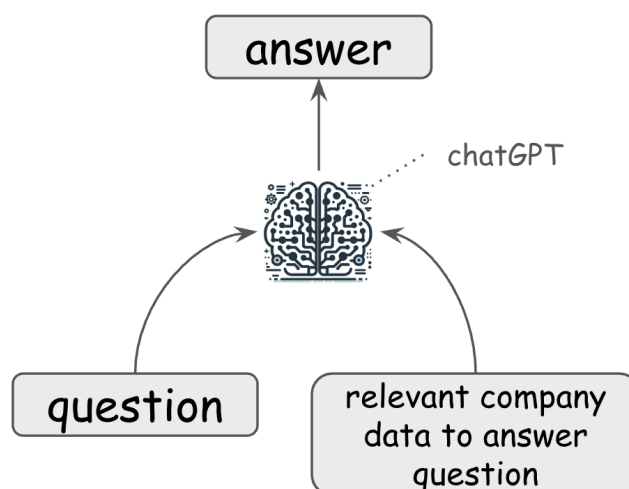 answer
chatGPT
question
relevant company
data to answer
question